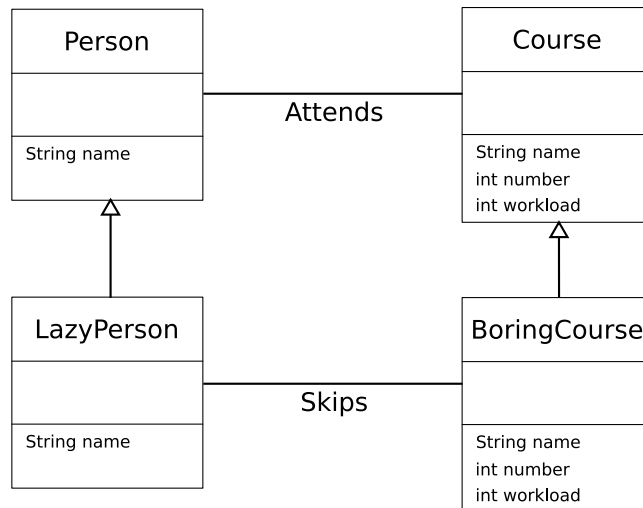 Person
Course
Attends
String name
String name
int number
int workload
LazyPerson
BoringCourse
Skips
String name
String name
int number
int workload